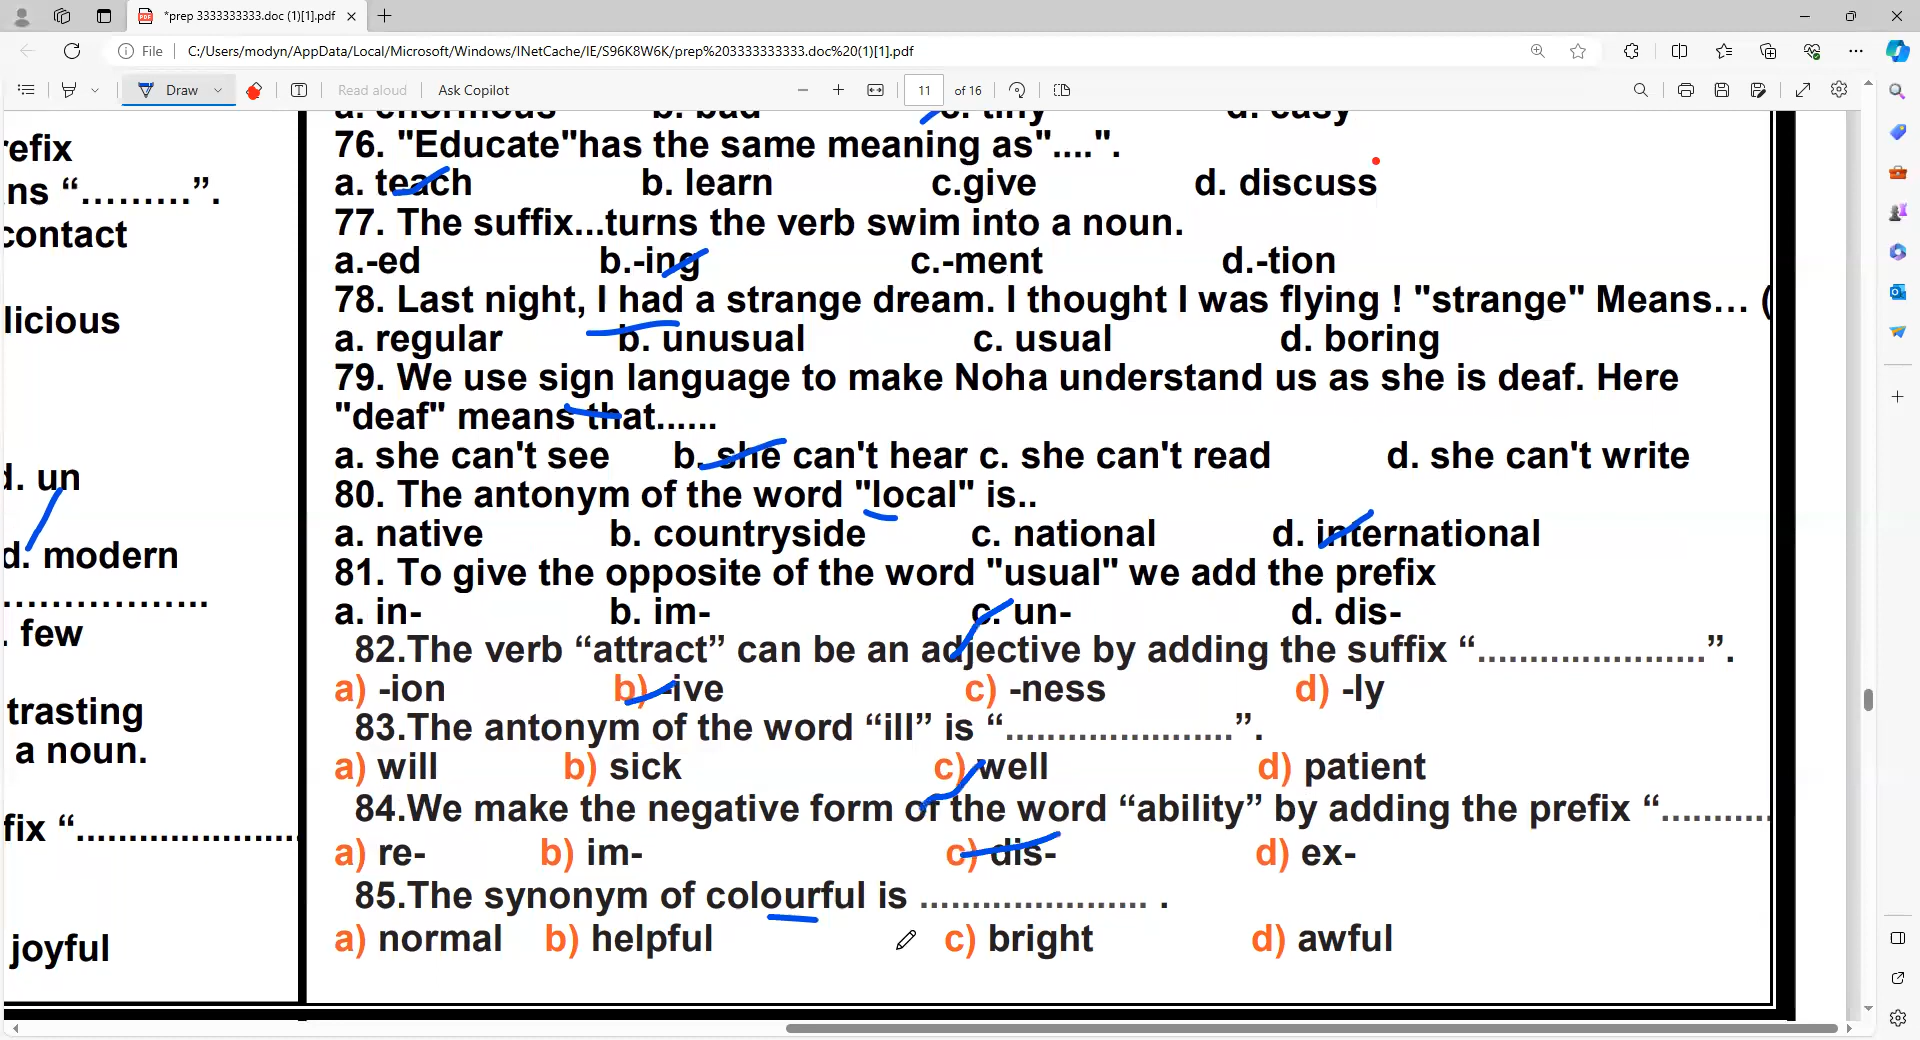 *prep 3333333333.doc (1)[1].pdf
File
C:/Users/modyn/AppData/Local/Microsoft/Windows/INetCache/IE/S96K8W6K/prep%203333333333.doc%20(1)[1].pdf
Draw
Read aloud
Ask Copilot
11 of 16
refix
ns “………”.
contact
licious
d. un
d. modern
………………..
. few
trasting
a noun.
fix “......................
joyful
a. enormous b. bad c. tiny d. easy
76. "Educate"has the same meaning as"....".
a. teach b. learn c.give d. discuss
77. The suffix...turns the verb swim into a noun.
a.-ed b.-ing c.-ment d.-tion
78. Last night, I had a strange dream. I thought I was flying ! "strange" Means… (
a. regular b. unusual c. usual d. boring
79. We use sign language to make Noha understand us as she is deaf. Here
"deaf" means that......
a. she can't see b. she can't hear c. she can't read d. she can't write
80. The antonym of the word "local" is..
a. native b. countryside c. national d. international
81. To give the opposite of the word "usual" we add the prefix
a. in- b. im- c. un- d. dis-
82.The verb “attract” can be an adjective by adding the suffix “......................”.
a) -ion b) -ive c) -ness d) -ly
83.The antonym of the word “ill” is “......................”.
a) will b) sick c) well d) patient
84.We make the negative form of the word “ability” by adding the prefix “...........
a) re- b) im- c) dis- d) ex-
85.The synonym of colourful is ...................... .
a) normal b) helpful c) bright d) awful